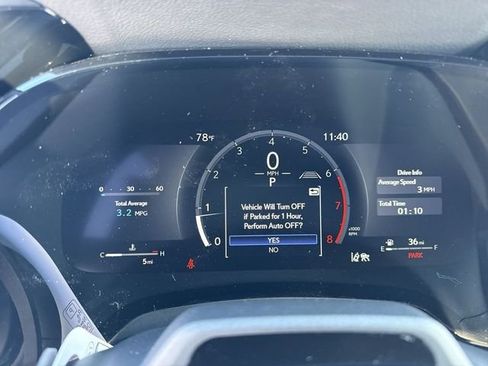 78°F
11:40
0
MPH
P
0 1 2 3 4 5 6 7 8
x1000
RPM
0 30 60
Total Average
3.2 MPG
Vehicle Will Turn OFF
if Parked for 1 Hour,
Perform Auto OFF?
YES
NO
Drive Info
Average Speed
3 MPH
Total Time
01:10
C H
5mi
E F
36 mi
PARK